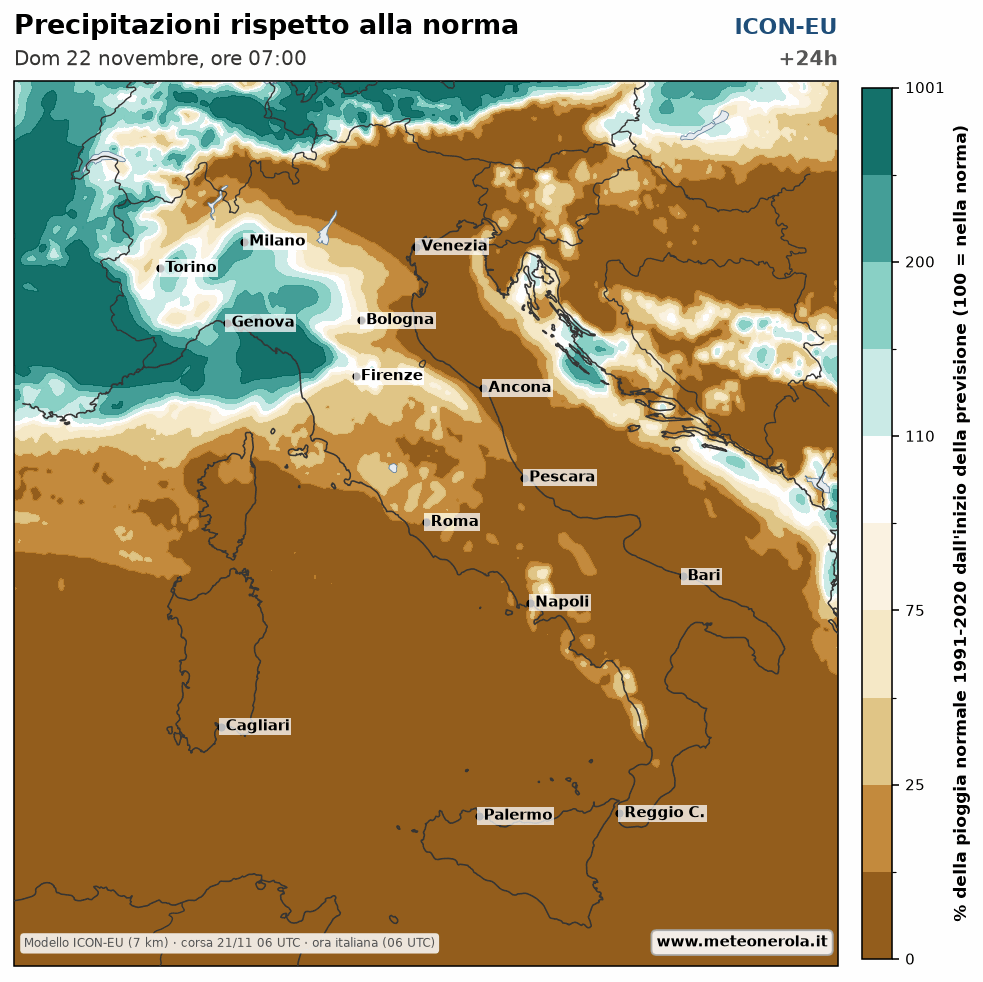 Precipitazioni rispetto alla norma
ICON-EU
Dom 22 novembre, ore 07:00
+24h
1001
200
110
75
25
0
% della pioggia normale 1991-2020 dall'inizio della previsione (100 = nella norma)
Milano
Venezia
Torino
Genova
Bologna
Firenze
Ancona
Pescara
Roma
Bari
Napoli
Cagliari
Palermo
Reggio C.
Modello ICON-EU (7 km) · corsa 21/11 06 UTC · ora italiana (06 UTC)
www.meteonerola.it